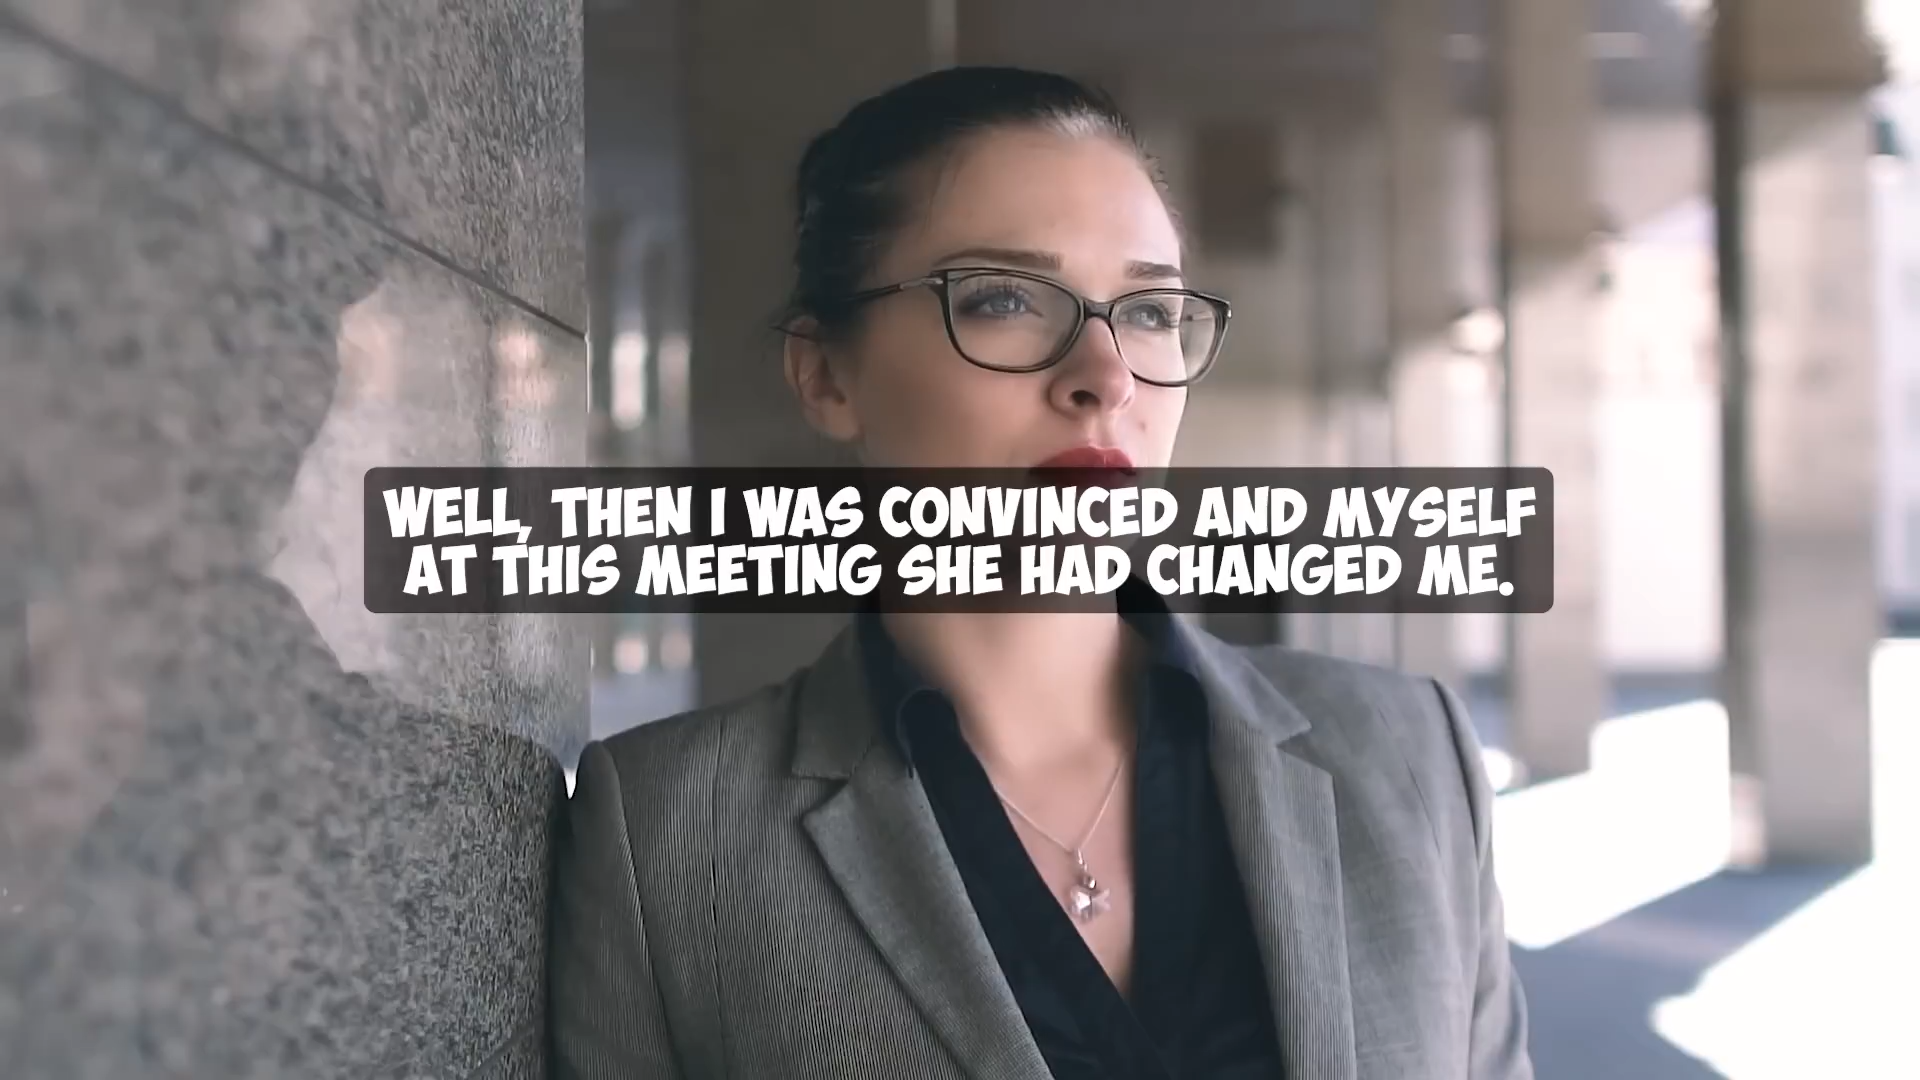 WELL, THEN I WAS CONVINCED AND MYSELF
AT THIS MEETING SHE HAD CHANGED ME.